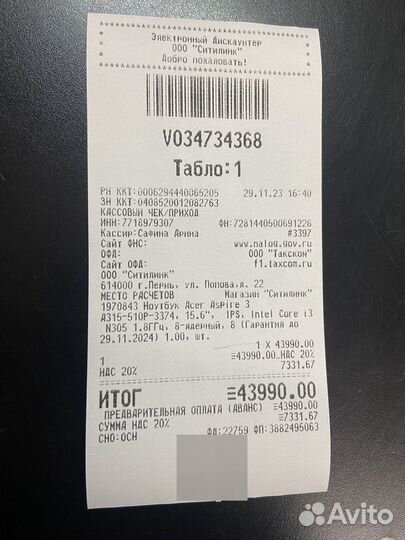 Электронный Дискаунтер
ООО "Ситилинк"
Добро пожаловать!
V034734368
Табло:1
РН ККТ:0006294440065205 29.11.23 16:40
ЗН ККТ:0408520012082763
КАССОВЫЙ ЧЕК/ПРИХОД
ИНН:7718979307 ФН:7281440500691226
Кассир:Сафина Арина #3397
Сайт ФНС: www.nalog.gov.ru
ОФД: ООО "Такскон"
Сайт ОФД: f1.taxcom.ru
ООО "Ситилинк"
614000 г.Пермь, ул. Попова,д. 22
МЕСТО РАСЧЕТОВ Магазин "Ситилинк"
1970843 Ноутбук Acer Aspire 3
A315-510P-3374, 15.6", IPS, Intel Core i3
N305 1.8ГГц, 8-ядерный, 8 (Гарантия до
29.11.2024) 1.00, шт.
1 X 43990.00
1 ≡43990.00_НДС 20%
НДС 20% 7331.67
ИТОГ ≡43990.00
ПРЕДВАРИТЕЛЬНАЯ ОПЛАТА (АВАНС) ≡43990.00
СУММА НДС 20% ≡7331.67
СНО:ОСН ФД:22759 ФП:3882495063
Avito